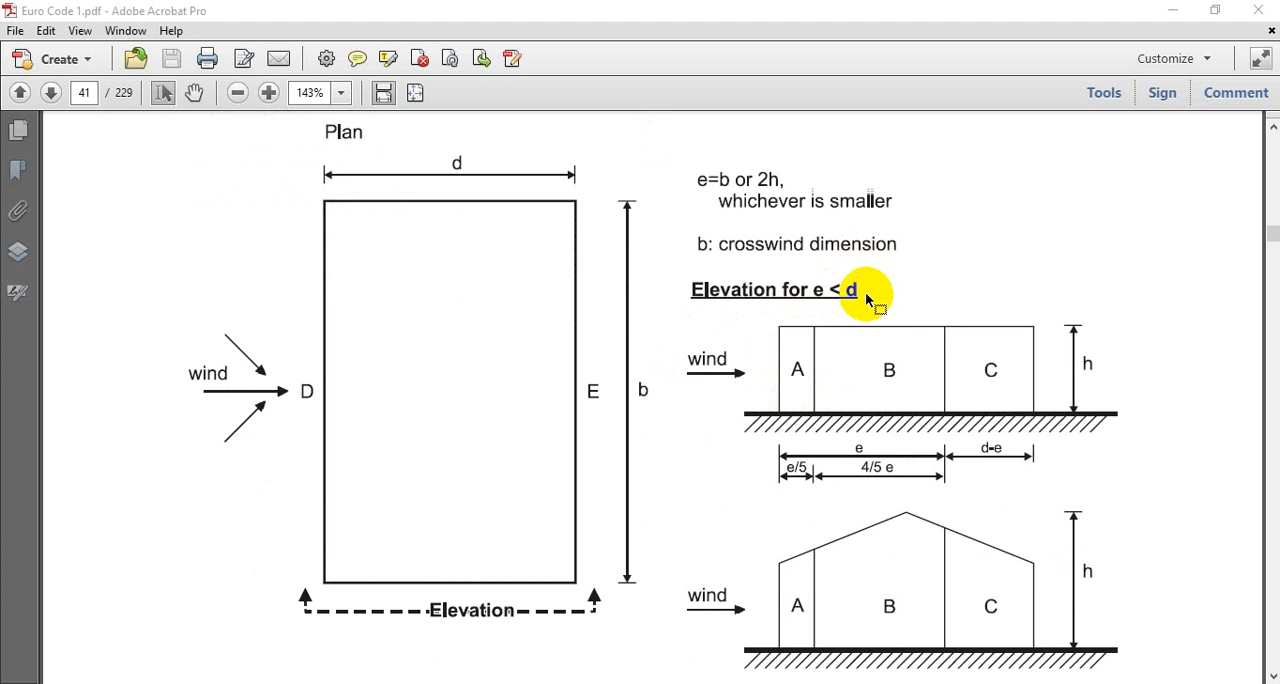 Euro Code 1.pdf - Adobe Acrobat Pro
File Edit View Window Help
Create
Customize
41 / 229
143%
Tools Sign Comment
Plan
d
e=b or 2h,
whichever is smaller
b: crosswind dimension
Elevation for e < d
wind
D
E
b
wind
A
B
C
h
e
d-e
e/5
4/5 e
wind
A
B
C
h
Elevation